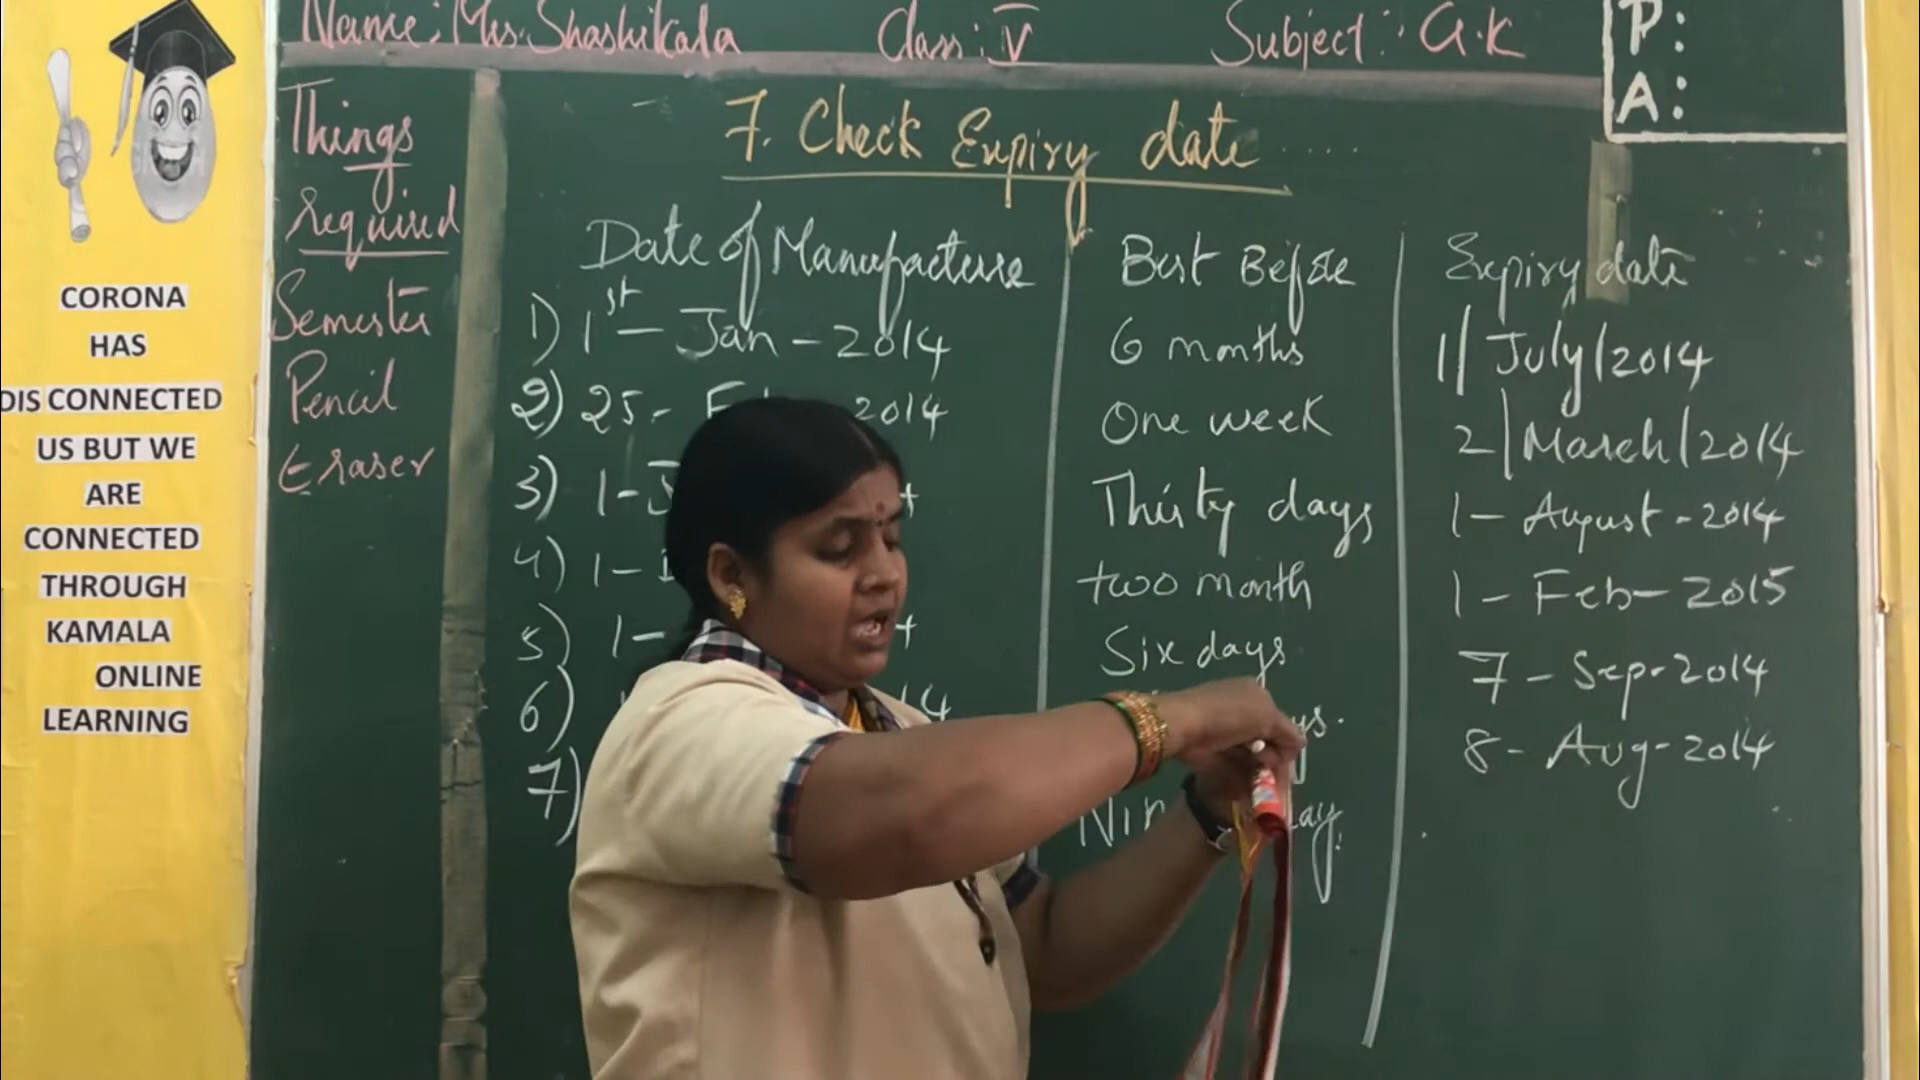 Name: Mrs. Shashikala Class: V Subject: G.K
P:
A:
CORONA
HAS
DIS CONNECTED
US BUT WE
ARE
CONNECTED
THROUGH
KAMALA
ONLINE
LEARNING
Things
required
Semester
Pencil
Eraser
7. Check Expiry date ....
Date of Manufacture Best Before Expiry date
1) 1st - Jan - 2014 6 months 1/July/2014
2) 25- 2014 One week 2/March/2014
3) 1- Thirty days 1- August - 2014
4) 1- two month 1 - Feb - 2015
5) 1- Six days 7 - Sep - 2014
6) 8- Aug - 2014
7)